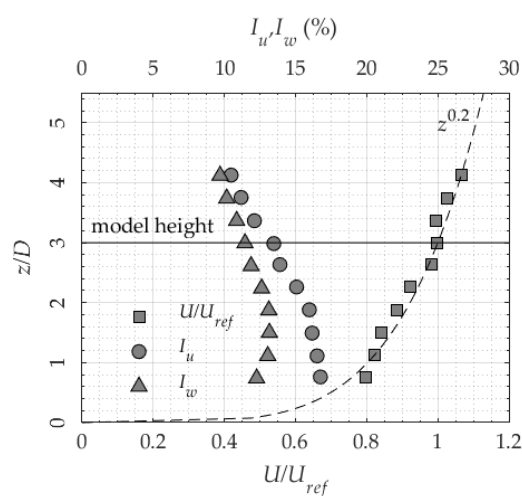 I_u,I_w (%)
0 5 10 15 20 25 30
z^0.2
5
4
model height
3
z/D
2
U/U_ref
I_u
1
I_w
0
0 0.2 0.4 0.6 0.8 1 1.2
U/U_ref